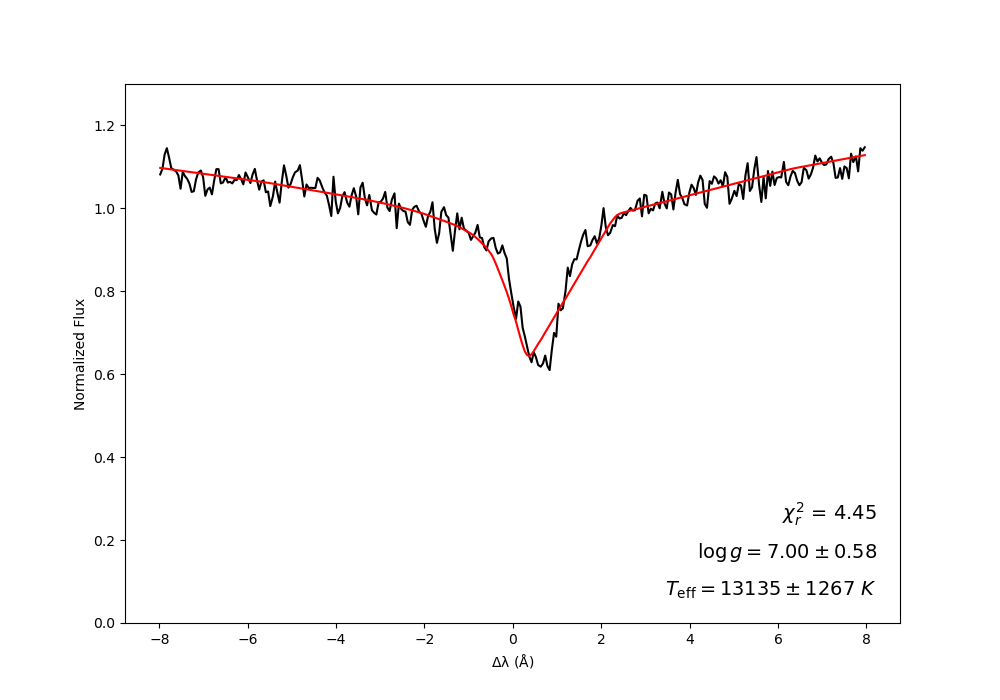 1.2
1.0
0.8
0.6
0.4
0.2
0.0
Normalized Flux
χ²ᵣ = 4.45
log g = 7.00 ± 0.58
T_eff = 13135 ± 1267 K
−8 −6 −4 −2 0 2 4 6 8
Δλ (Å)